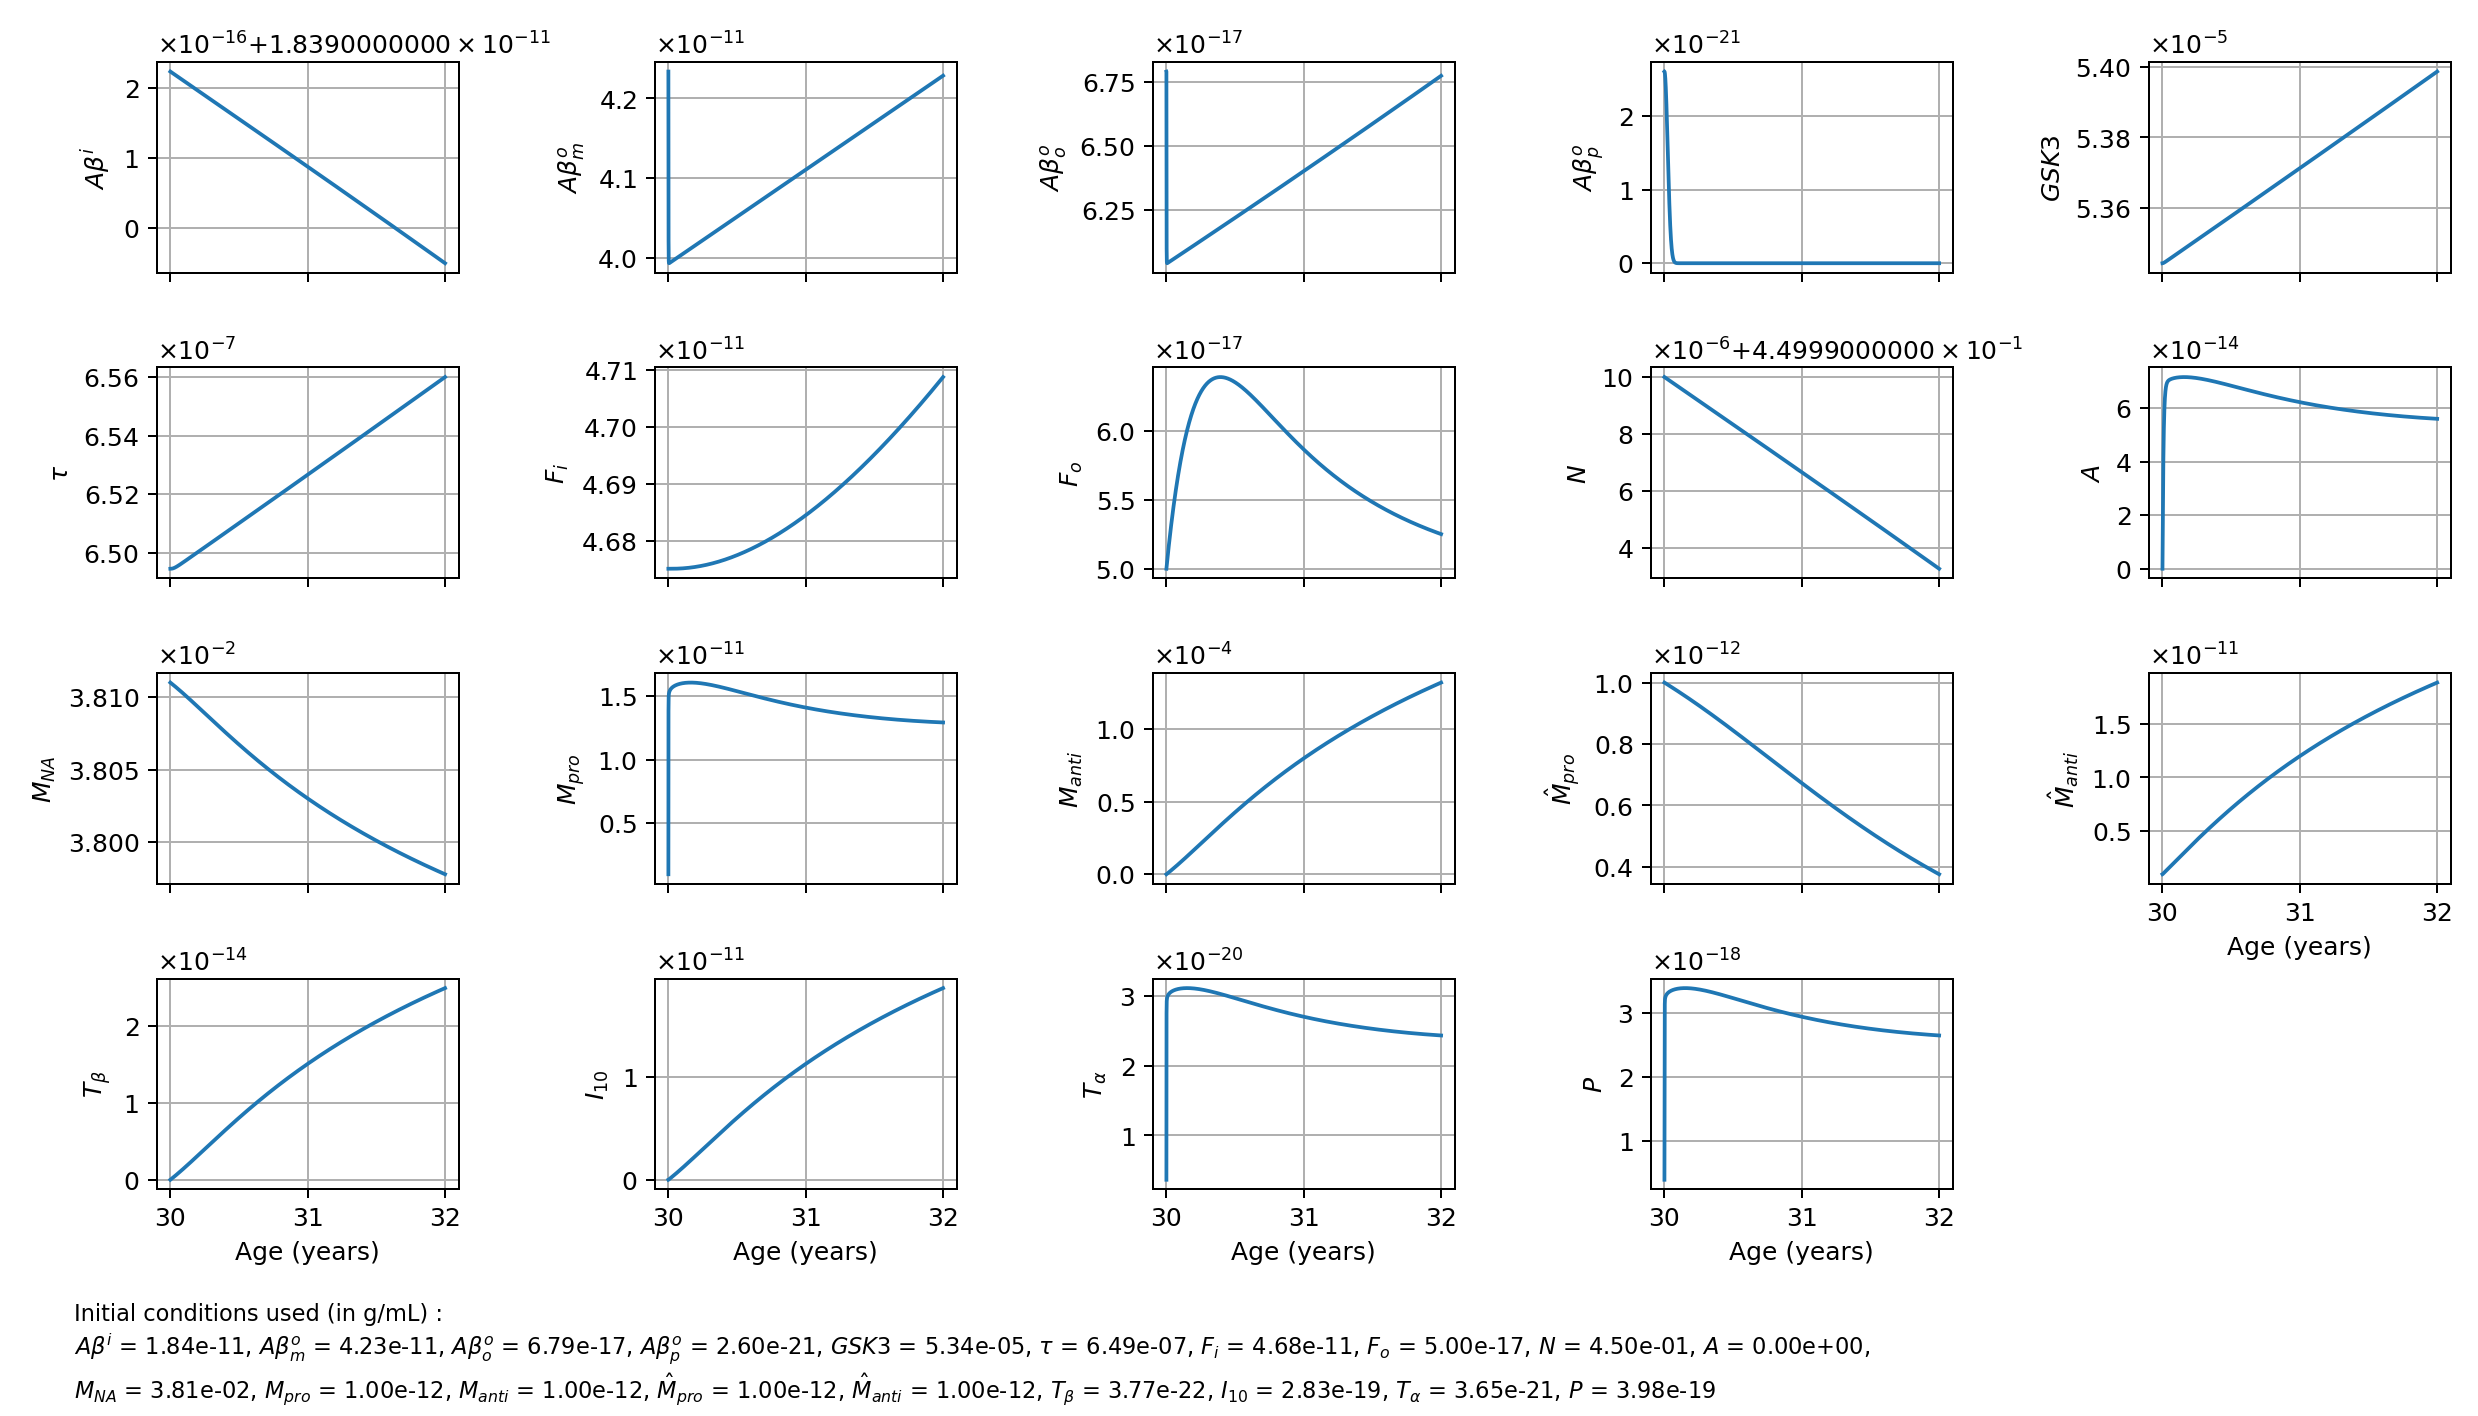 ×10⁻¹⁶+1.8390000000 × 10⁻¹¹
Aβⁱ
2
1
0
×10⁻¹¹
Aβₘᵒ
4.2
4.1
4.0
×10⁻¹⁷
Aβₒᵒ
6.75
6.50
6.25
×10⁻²¹
Aβₚᵒ
2
1
0
×10⁻⁵
GSK3
5.40
5.38
5.36
×10⁻⁷
τ
6.56
6.54
6.52
6.50
×10⁻¹¹
Fᵢ
4.71
4.70
4.69
4.68
×10⁻¹⁷
Fₒ
6.0
5.5
5.0
×10⁻⁶+4.4999000000 × 10⁻¹
N
10
8
6
4
×10⁻¹⁴
A
6
4
2
0
×10⁻²
M_NA
3.810
3.805
3.800
×10⁻¹¹
M_pro
1.5
1.0
0.5
×10⁻⁴
M_anti
1.0
0.5
0.0
×10⁻¹²
M̂_pro
1.0
0.8
0.6
0.4
×10⁻¹¹
M̂_anti
1.5
1.0
0.5
30 31 32
Age (years)
×10⁻¹⁴
T_β
2
1
0
30 31 32
Age (years)
×10⁻¹¹
I₁₀
1
0
30 31 32
Age (years)
×10⁻²⁰
T_α
3
2
1
30 31 32
Age (years)
×10⁻¹⁸
P
3
2
1
30 31 32
Age (years)
Initial conditions used (in g/mL) :
Aβⁱ = 1.84e-11, Aβₘᵒ = 4.23e-11, Aβₒᵒ = 6.79e-17, Aβₚᵒ = 2.60e-21, GSK3 = 5.34e-05, τ = 6.49e-07, Fᵢ = 4.68e-11, Fₒ = 5.00e-17, N = 4.50e-01, A = 0.00e+00,
M_NA = 3.81e-02, M_pro = 1.00e-12, M_anti = 1.00e-12, M̂_pro = 1.00e-12, M̂_anti = 1.00e-12, T_β = 3.77e-22, I₁₀ = 2.83e-19, T_α = 3.65e-21, P = 3.98e-19